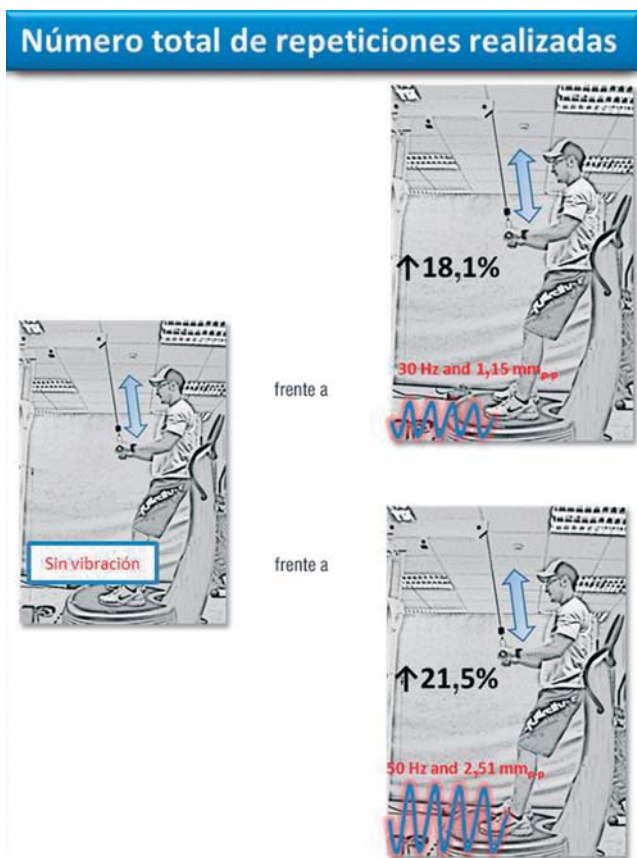 Número total de repeticiones realizadas
↑18,1%
30 Hz and 1,15 mmp-p
frente a
Sin vibración
frente a
↑21,5%
50 Hz and 2,51 mmp-p